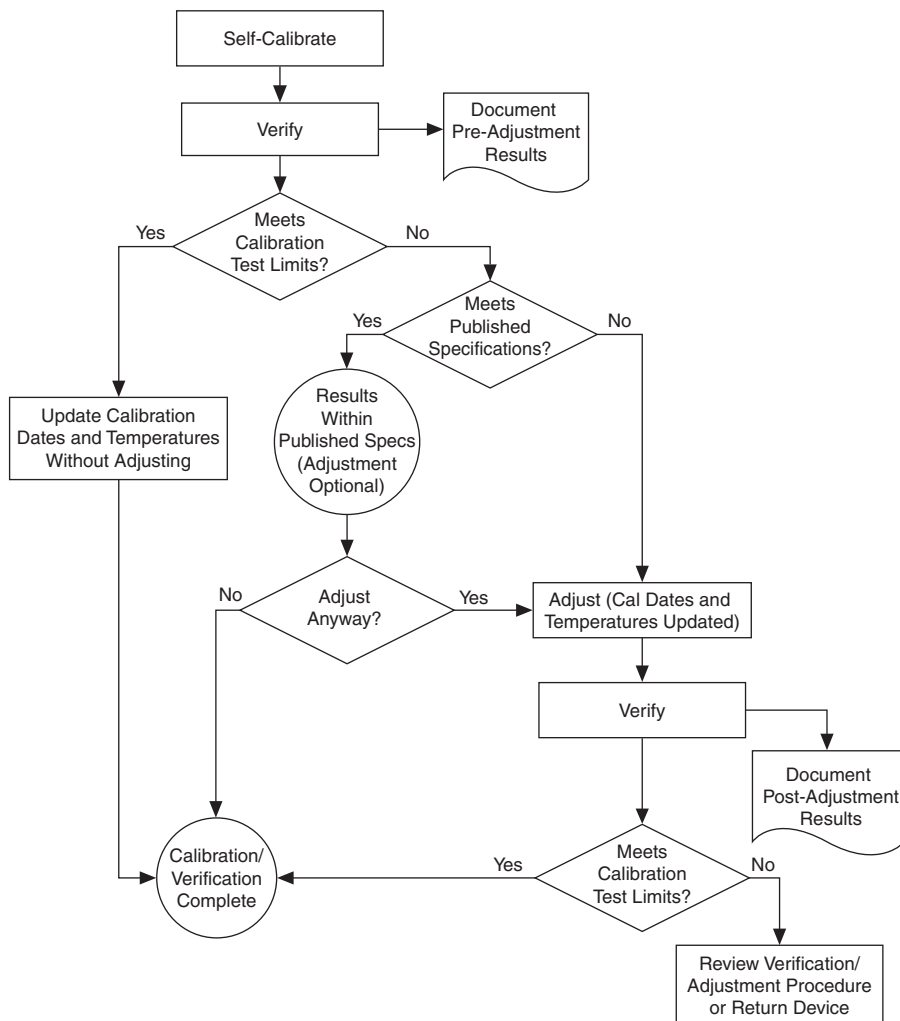 Self-Calibrate
Verify
Document
Pre-Adjustment
Results
Meets
Calibration
Test Limits?
Yes
No
Meets
Published
Specifications?
Yes
No
Update Calibration
Dates and Temperatures
Without Adjusting
Results
Within
Published Specs
(Adjustment
Optional)
Adjust
Anyway?
No
Yes
Adjust (Cal Dates and
Temperatures Updated)
Verify
Document
Post-Adjustment
Results
Calibration/
Verification
Complete
Yes
Meets
Calibration
Test Limits?
No
Review Verification/
Adjustment Procedure
or Return Device